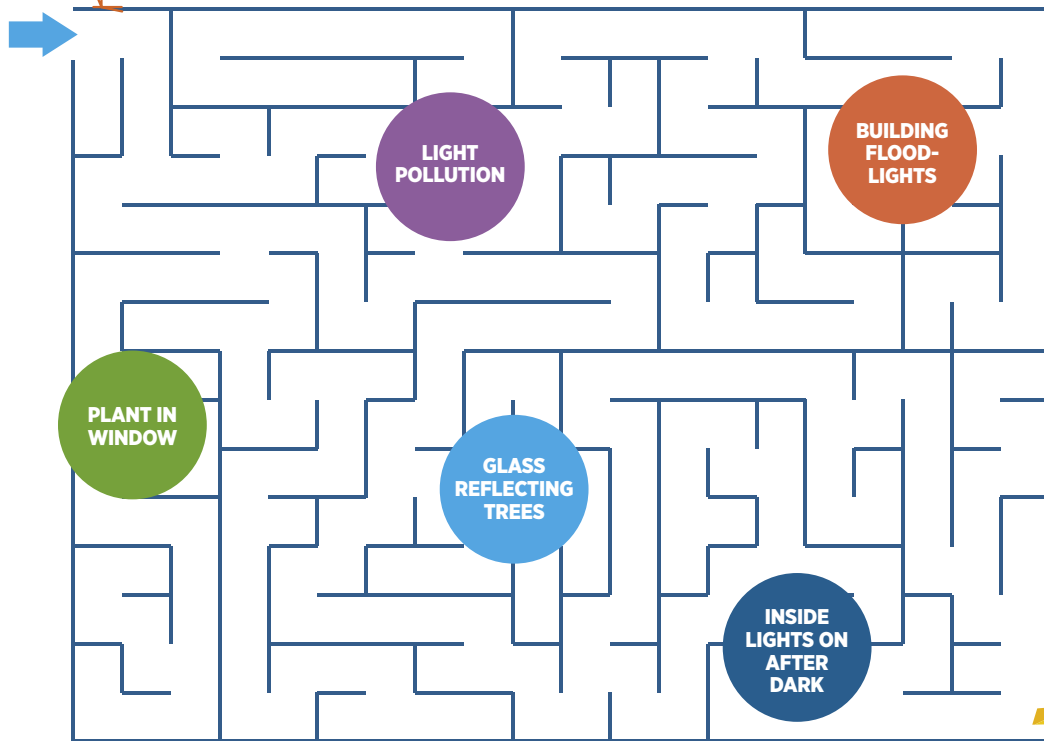 LIGHT
POLLUTION
BUILDING
FLOOD-
LIGHTS
PLANT IN
WINDOW
GLASS
REFLECTING
TREES
INSIDE
LIGHTS ON
AFTER
DARK